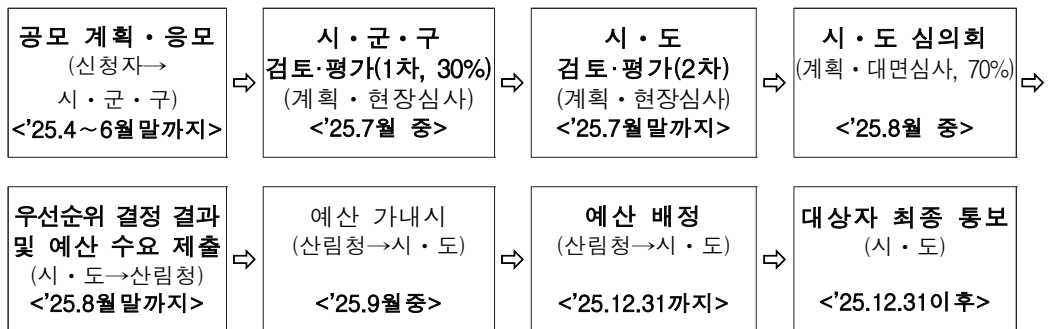 공모 계획・응모
(신청자→
시・군・구)
<'25.4～6월말까지>
⇨
시・군・구
검토·평가(1차, 30%)
(계획・현장심사)
<'25.7월 중>
⇨
시・도
검토·평가(2차)
(계획・현장심사)
<'25.7월말까지>
⇨
시・도 심의회
(계획・대면심사, 70%)
<'25.8월 중>
⇨
우선순위 결정 결과
및 예산 수요 제출
(시・도→산림청)
<'25.8월말까지>
⇨
예산 가내시
(산림청→시・도)
<'25.9월중>
⇨
예산 배정
(산림청→시・도)
<'25.12.31까지>
⇨
대상자 최종 통보
(시・도)
<'25.12.31이후>